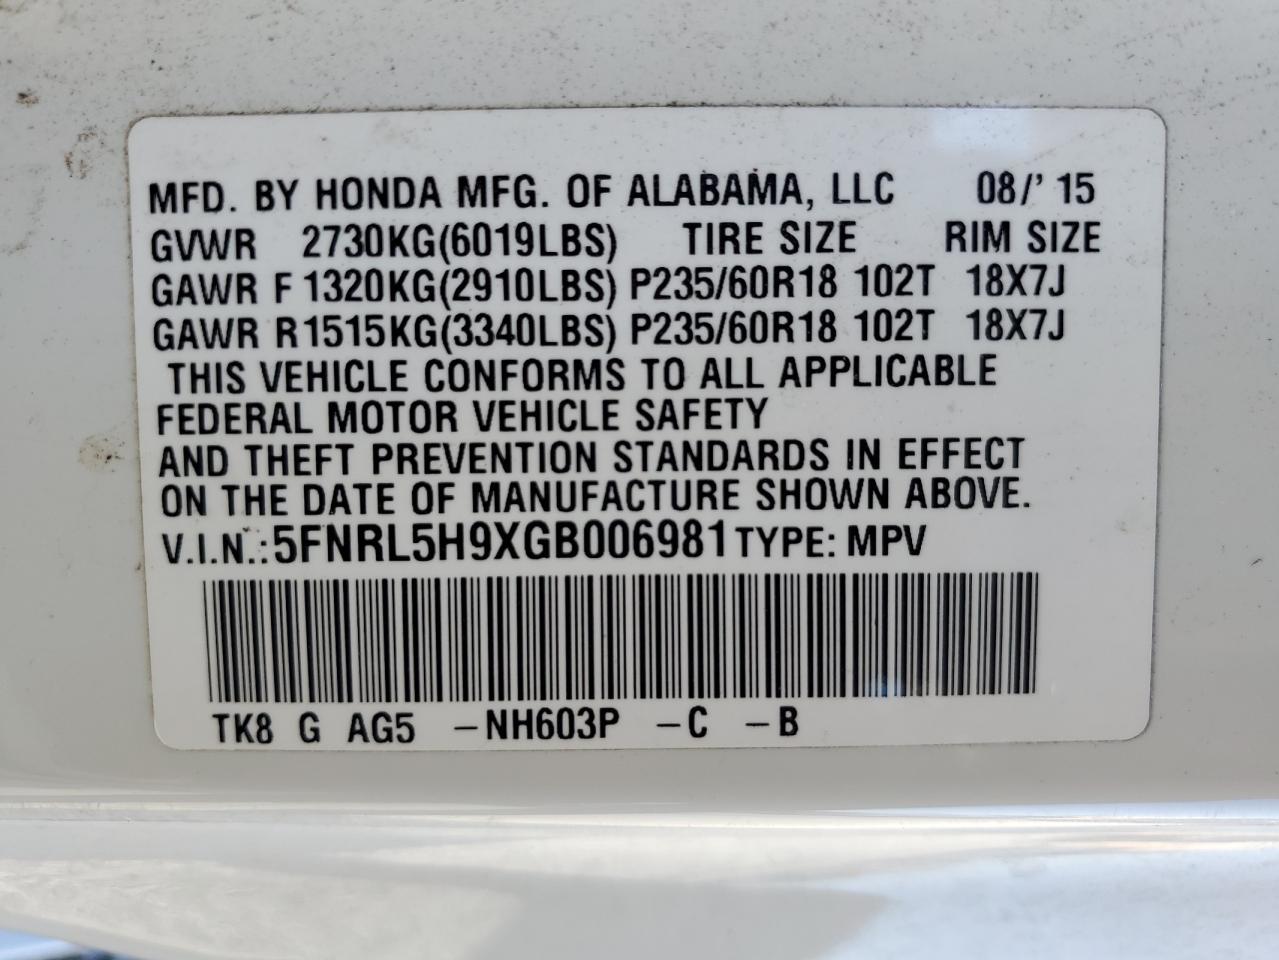 MFD. BY HONDA MFG. OF ALABAMA, LLC 08/'15
GVWR 2730KG(6019LBS) TIRE SIZE RIM SIZE
GAWR F 1320KG(2910LBS) P235/60R18 102T 18X7J
GAWR R 1515KG(3340LBS) P235/60R18 102T 18X7J
THIS VEHICLE CONFORMS TO ALL APPLICABLE
FEDERAL MOTOR VEHICLE SAFETY
AND THEFT PREVENTION STANDARDS IN EFFECT
ON THE DATE OF MANUFACTURE SHOWN ABOVE.
V.I.N.:5FNRL5H9XGB006981 TYPE: MPV
TK8 G AG5 -NH603P -C -B